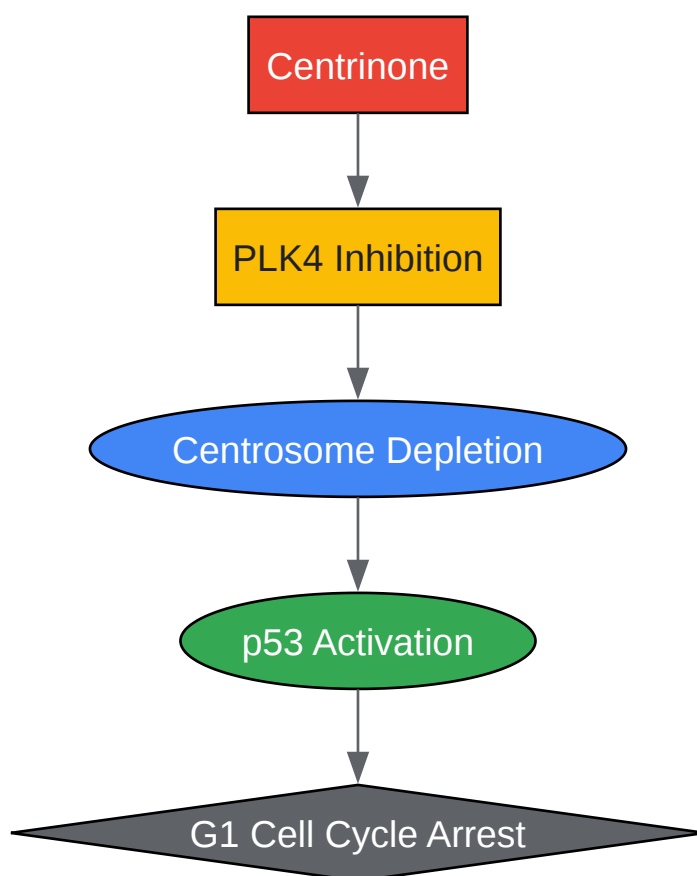 Centrinone
PLK4 Inhibition
Centrosome Depletion
p53 Activation
G1 Cell Cycle Arrest